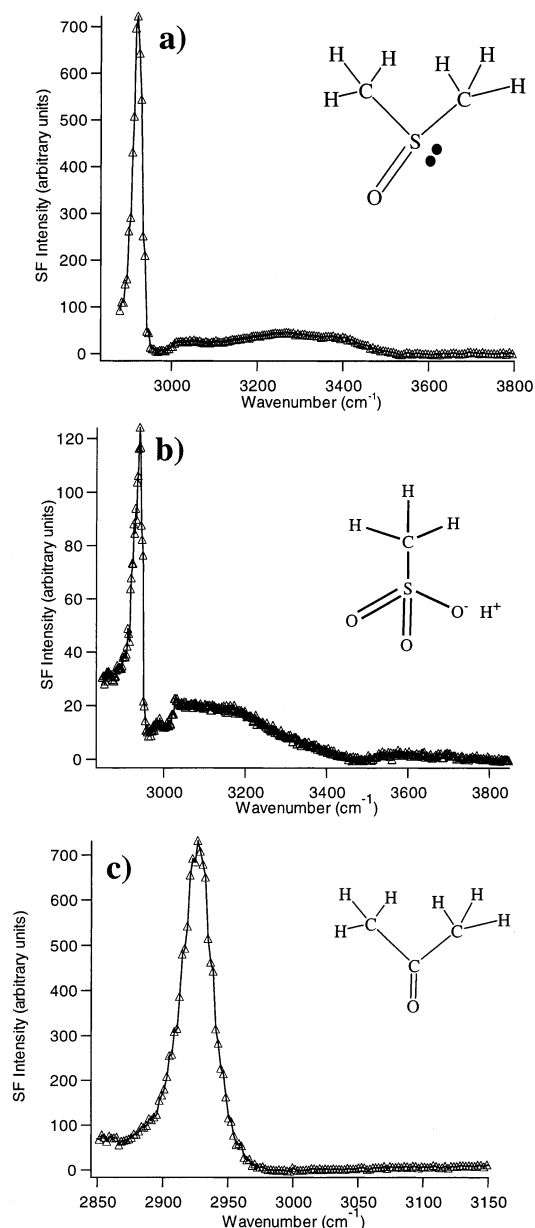 a)
700
600
500
400
300
200
100
0
SF Intensity (arbitrary units)
3000 3200 3400 3600 3800
Wavenumber (cm⁻¹)
H H H H
H C C H
S
O
b)
120
100
80
60
40
20
0
SF Intensity (arbitrary units)
3000 3200 3400 3600 3800
Wavenumber (cm⁻¹)
H
H H
C
S
O O⁻ H⁺
O
c)
700
600
500
400
300
200
100
0
SF Intensity (arbitrary units)
2850 2900 2950 3000 3050 3100 3150
Wavenumber (cm⁻¹)
H H H H
H C C H
C
O